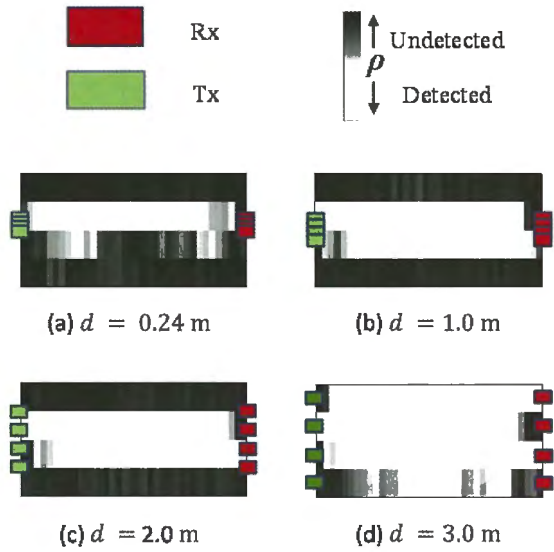 Rx
Undetected
ρ
Tx
Detected
(a) d = 0.24 m
(b) d = 1.0 m
(c) d = 2.0 m
(d) d = 3.0 m